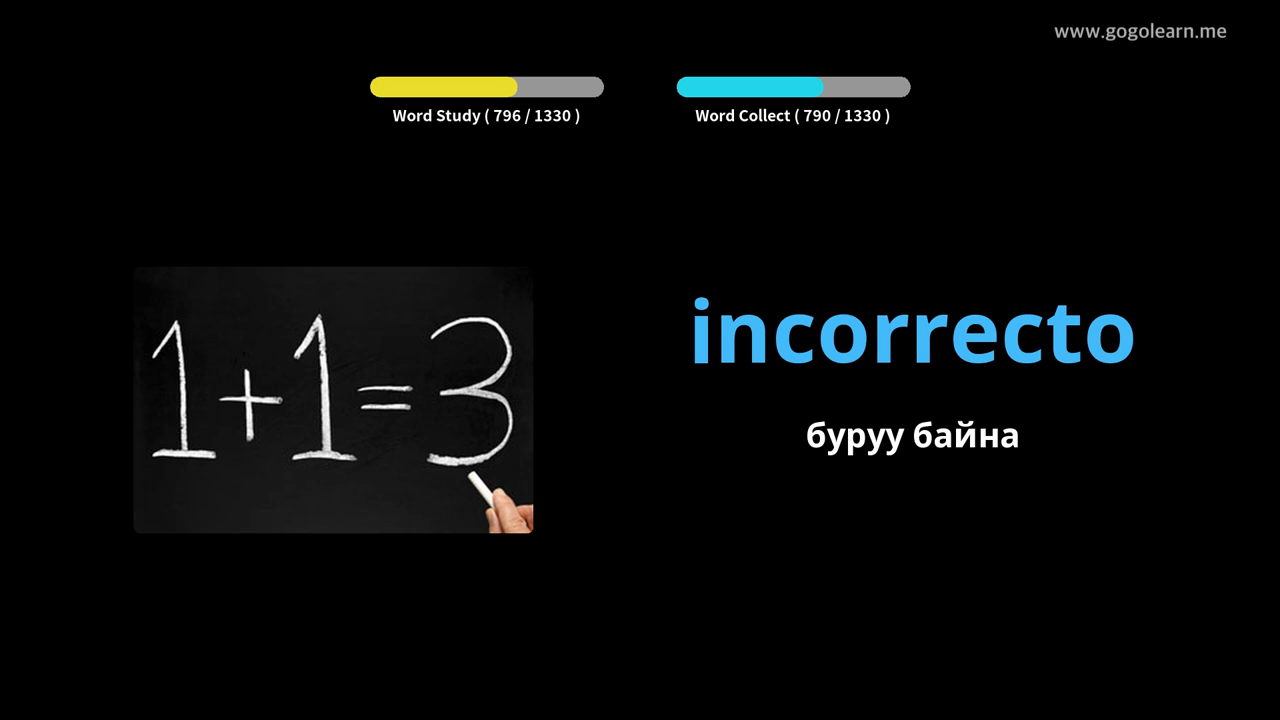 www.gogolearn.me
Word Study ( 796 / 1330 )
Word Collect ( 790 / 1330 )
1+1=3
incorrecto
буруу байна